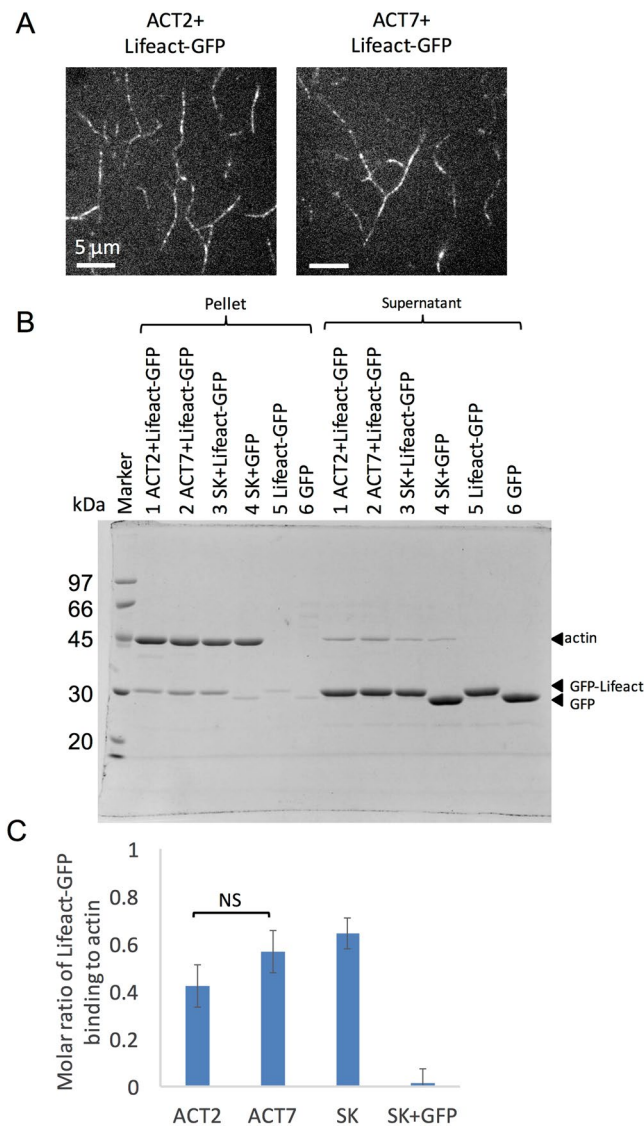 A
ACT2+
Lifeact-GFP
ACT7+
Lifeact-GFP
5 µm
B
Pellet
Supernatant
kDa
Marker
1 ACT2+Lifeact-GFP
2 ACT7+Lifeact-GFP
3 SK+Lifeact-GFP
4 SK+GFP
5 Lifeact-GFP
6 GFP
1 ACT2+Lifeact-GFP
2 ACT7+Lifeact-GFP
3 SK+Lifeact-GFP
4 SK+GFP
5 Lifeact-GFP
6 GFP
97
66
45
30
20
actin
GFP-Lifeact
GFP
C
Molar ratio of Lifeact-GFP
binding to actin
1
0.8
0.6
0.4
0.2
0
NS
ACT2
ACT7
SK
SK+GFP